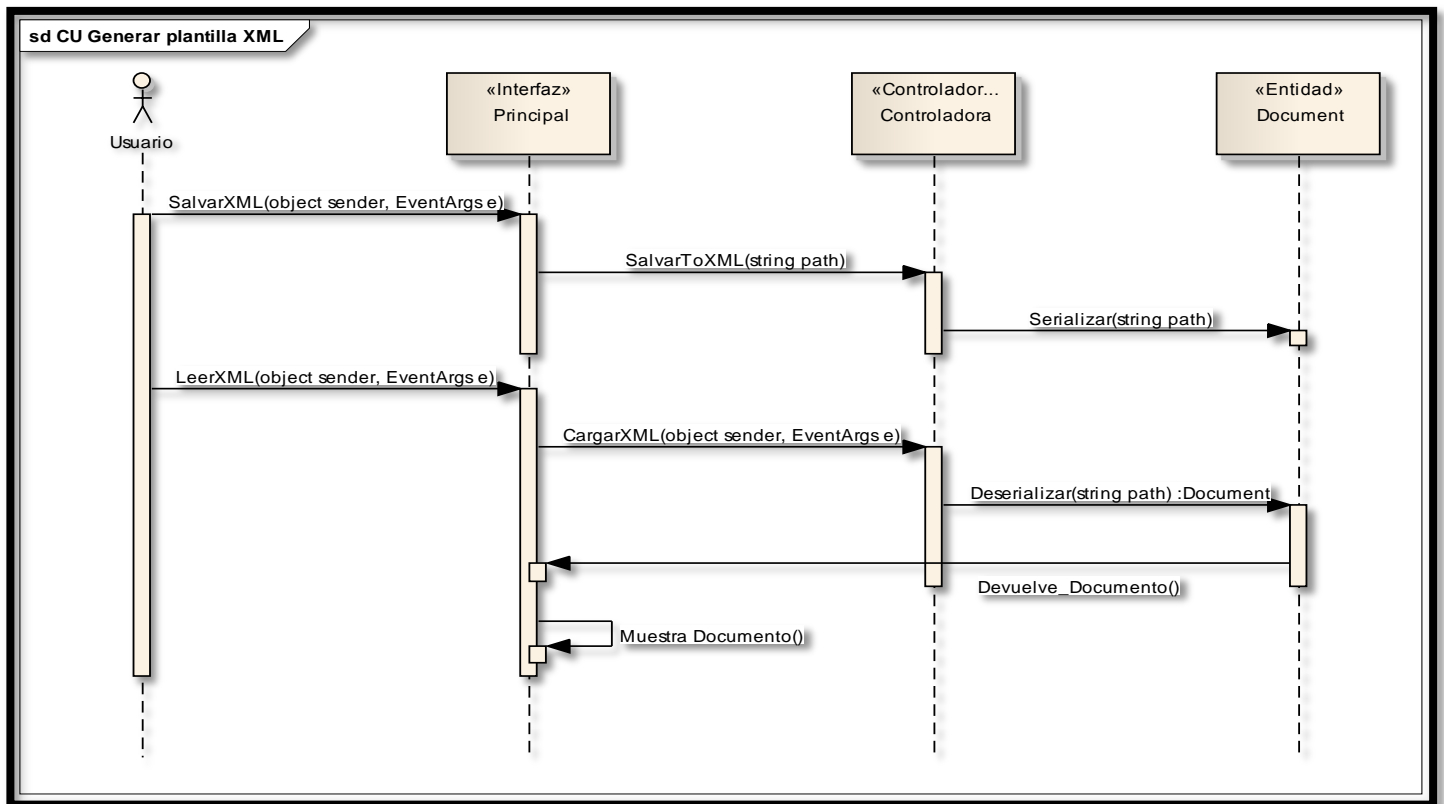 sd CU Generar plantilla XML
Usuario
«Interfaz»
Principal
«Controlador...
Controladora
«Entidad»
Document
SalvarXML(object sender, EventArgs e)
SalvarToXML(string path)
Serializar(string path)
LeerXML(object sender, EventArgs e)
CargarXML(object sender, EventArgs e)
Deserializar(string path) :Document
Devuelve_Documento()
Muestra Documento()